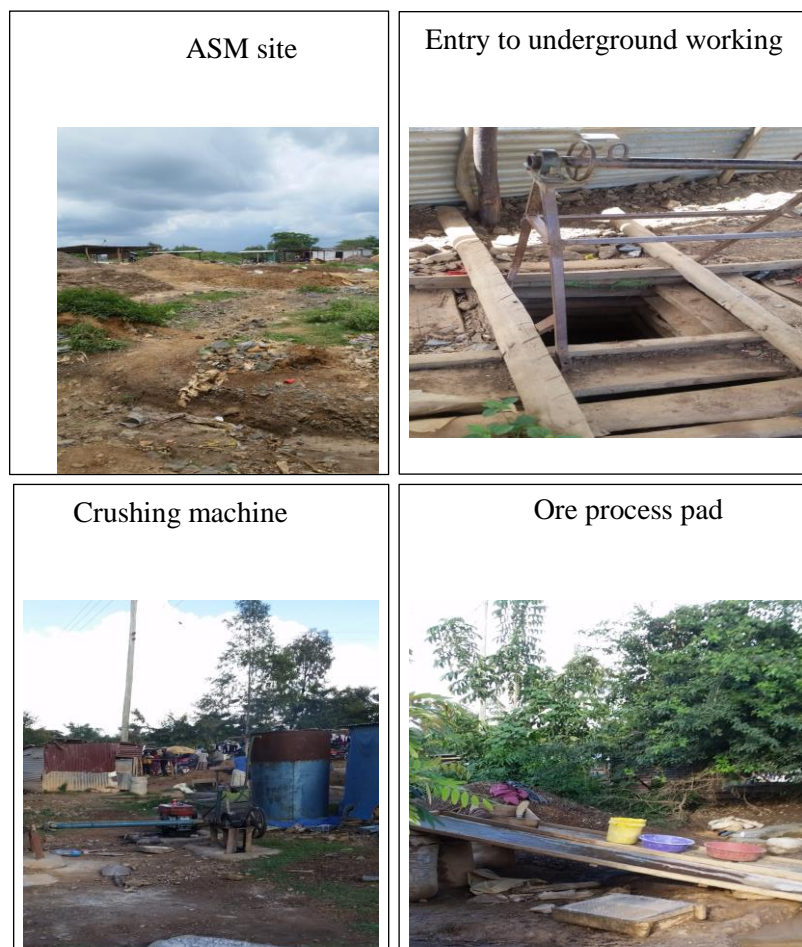 ASM site
Entry to underground working
Crushing machine
Ore process pad